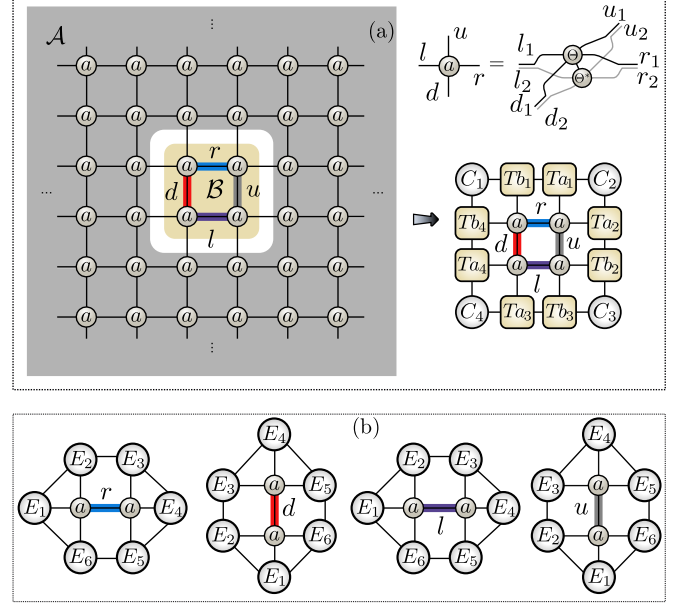 ⋮
𝒜
(a)
u
l a r
d
=
u₁
u₂
l₁ Θ r₁
l₂ Θ* r₂
d₁
d₂
a a a a a a
a a a a a a
r
a a a a a a
... d ℬ u ...
a a a a a a
l
a a a a a a
a a a a a a
⋮
C₁ Tb₁ Ta₁ C₂
r
Tb₄ a a Ta₂
d u
Ta₄ a a Tb₂
l
C₄ Ta₃ Tb₃ C₃
(b)
E₂ E₃
r
E₁ a a E₄
E₆ E₅
E₄
E₃ a E₅
d
E₂ a E₆
E₁
E₂ E₃
E₁ a a E₄
l
E₆ E₅
E₄
E₃ a E₅
u
E₂ a E₆
E₁